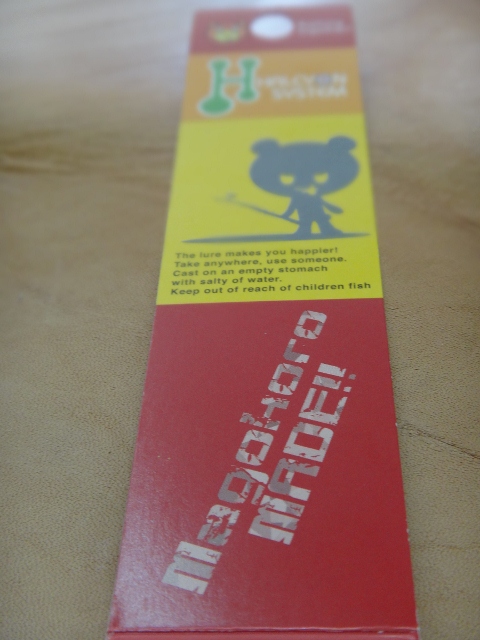 HALCYON
SYSTEM
The lure makes you happier!
Take anywhere, use someone.
Cast on an empty stomach
with salty of water.
Keep out of reach of children fish
Magokoro
MADE!!